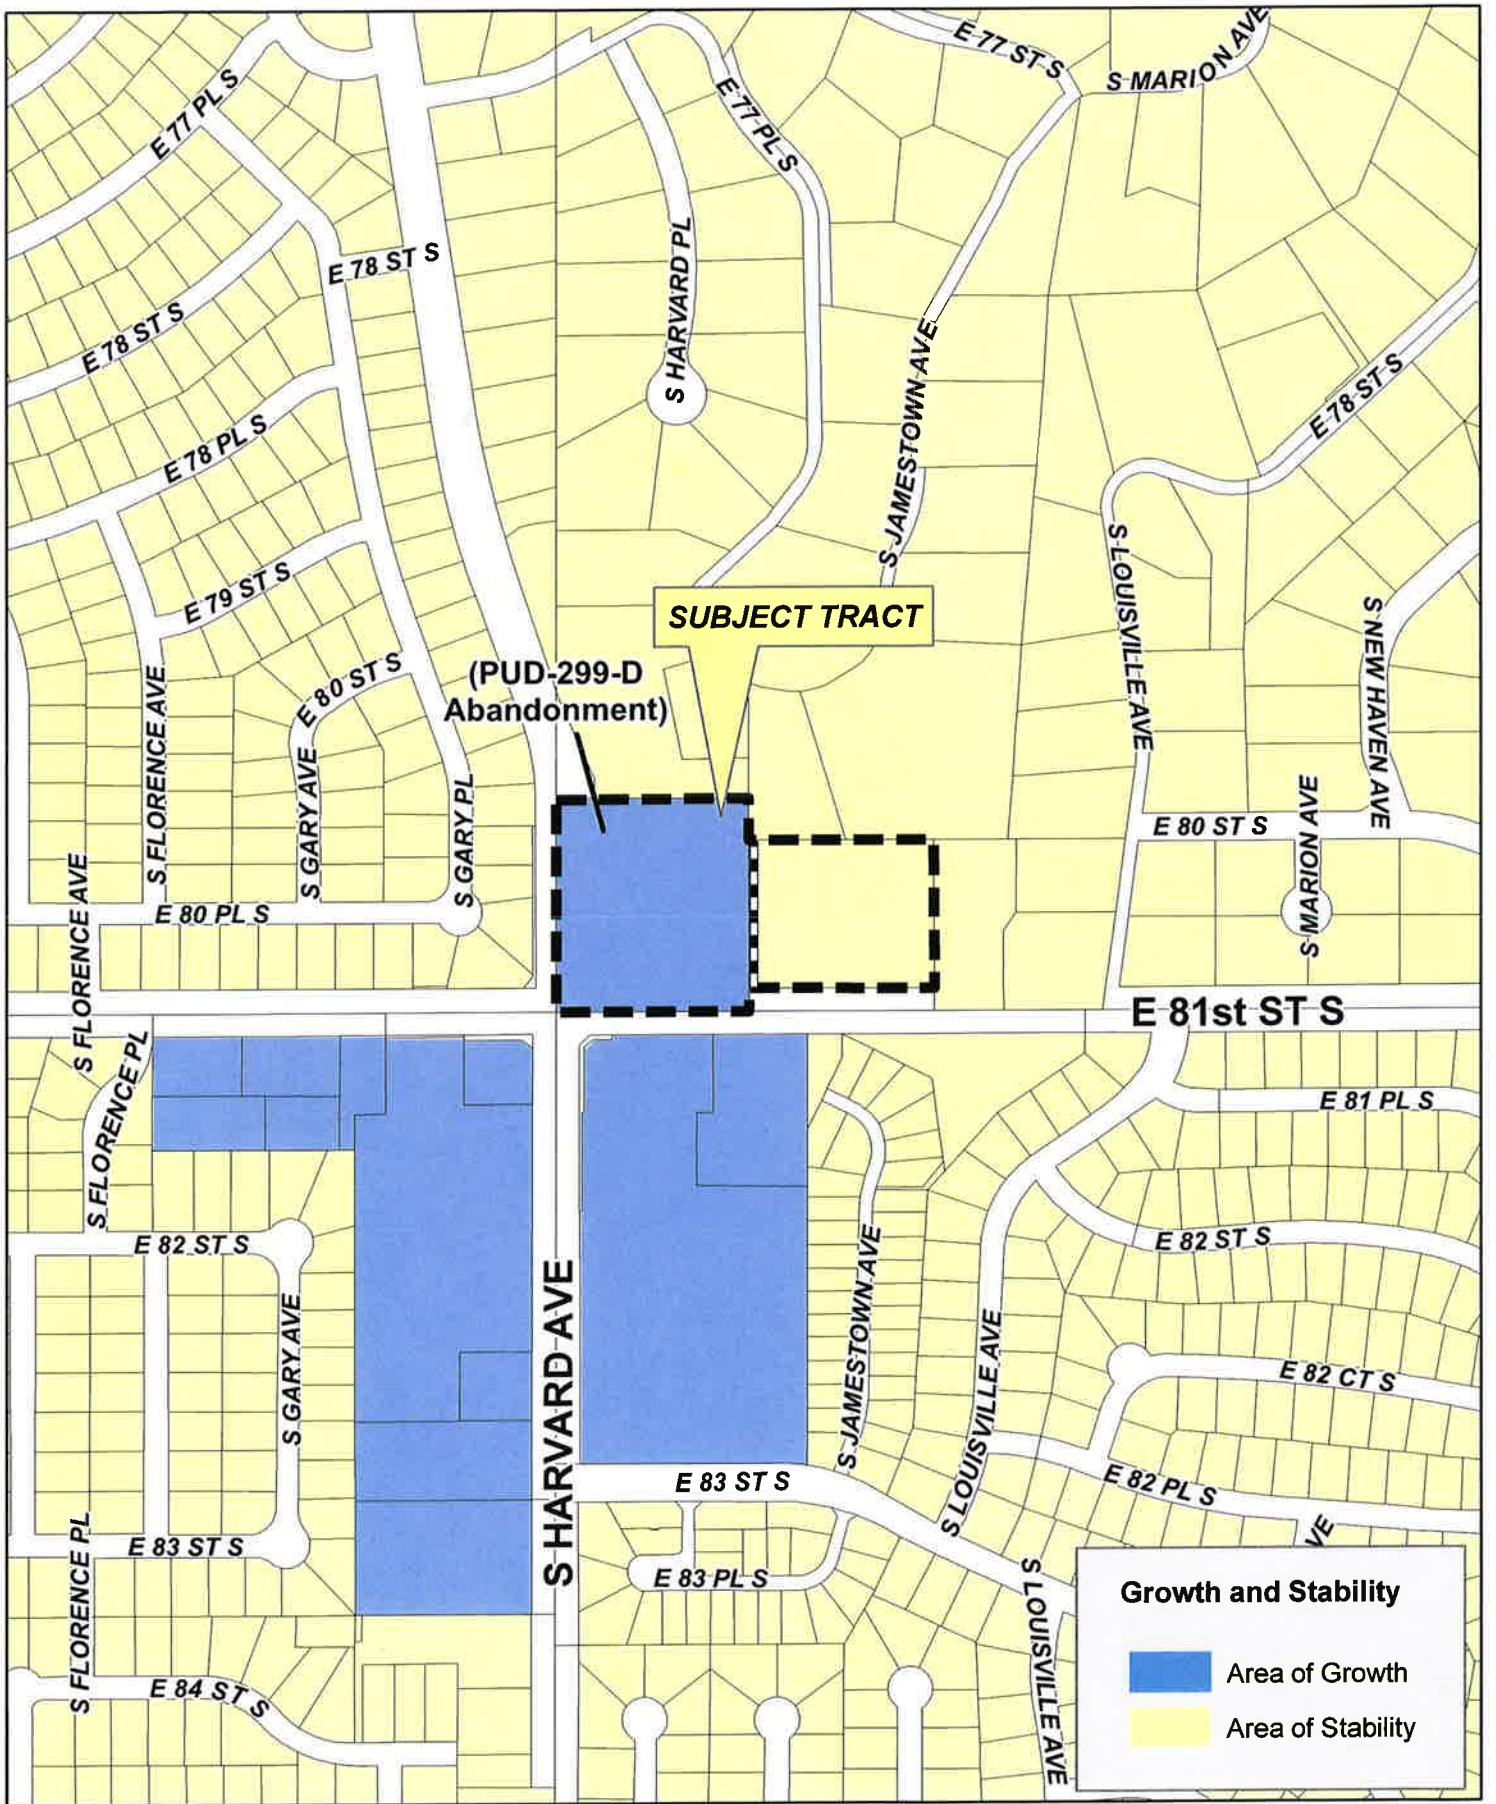 E 77 ST S
S MARION AVE
E 77 PL S
E 77 PL S
E 78 ST S
S HARVARD PL
E 78 ST S
S JAMESTOWN AVE
E 78 ST S
E 78 PL S
E 79 ST S
S LOUISVILLE AVE
S NEW HAVEN AVE
SUBJECT TRACT
(PUD-299-D
Abandonment)
E 80 ST S
S FLORENCE AVE
S GARY AVE
S GARY PL
S MARION AVE
E 80 ST S
S FLORENCE AVE
E 80 PL S
E 81st ST S
S FLORENCE PL
E 81 PL S
E 82 ST S
E 82 ST S
S GARY AVE
S HARVARD AVE
S JAMESTOWN AVE
S LOUISVILLE AVE
E 82 CT S
E 83 ST S
E 82 PL S
VE
E 83 ST S
S FLORENCE PL
E 83 PL S
S LOUISVILLE AVE
E 84 ST S
Growth and Stability
Area of Growth
Area of Stability